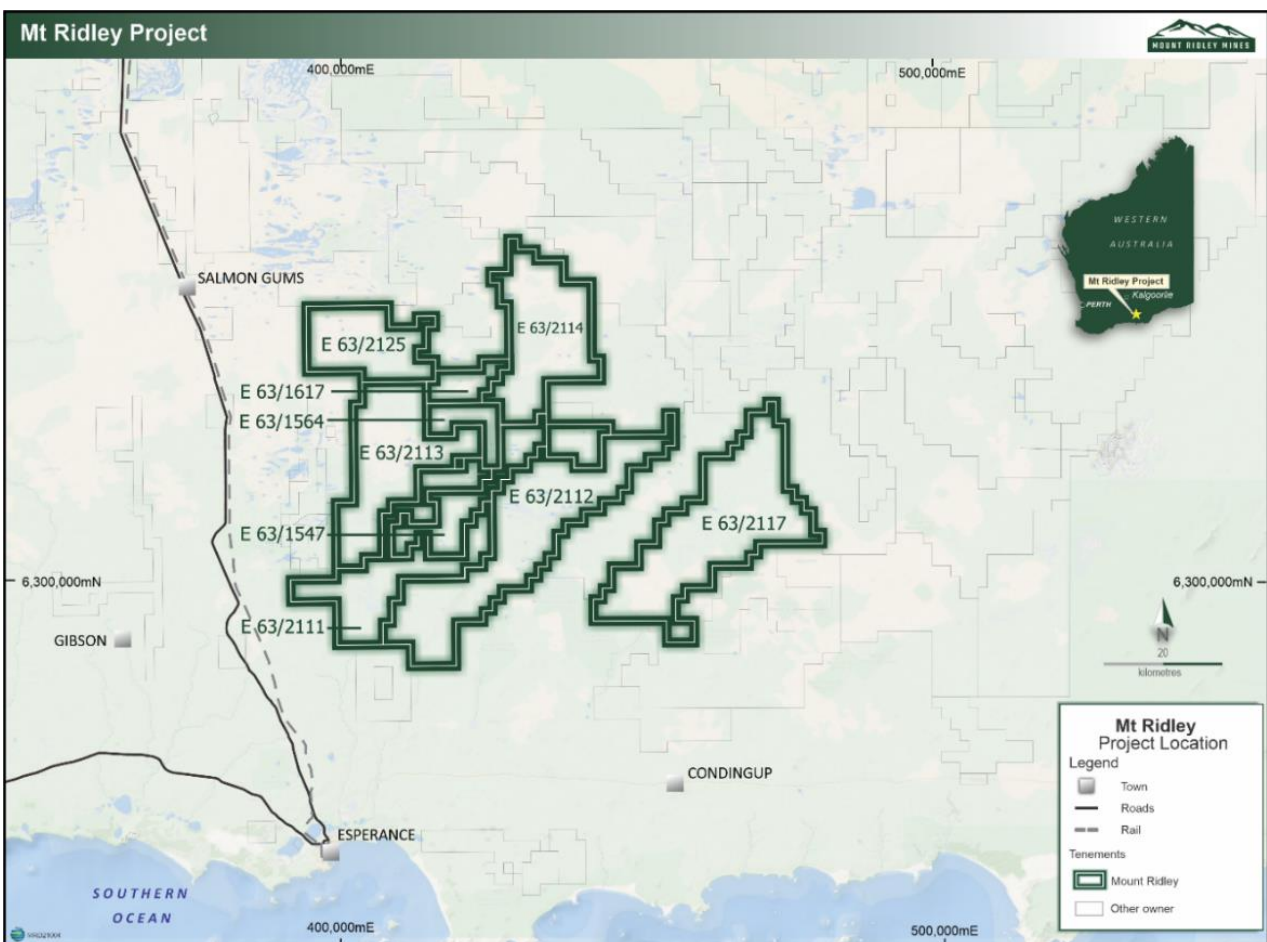 Mt Ridley Project
MOUNT RIDLEY MINES
400,000mE
500,000mE
WESTERN
AUSTRALIA
Mt Ridley Project
Kalgoorlie
PERTH
SALMON GUMS
E 63/2114
E 63/2125
E 63/1617
E 63/1564
E 63/2113
E 63/2112
E 63/2117
E 63/1547
6,300,000mN
6,300,000mN
E 63/2111
GIBSON
N
20
kilometres
Mt Ridley
Project Location
Legend
Town
Roads
Rail
Tenements
Mount Ridley
Other owner
CONDINGUP
ESPERANCE
SOUTHERN
OCEAN
400,000mE
500,000mE